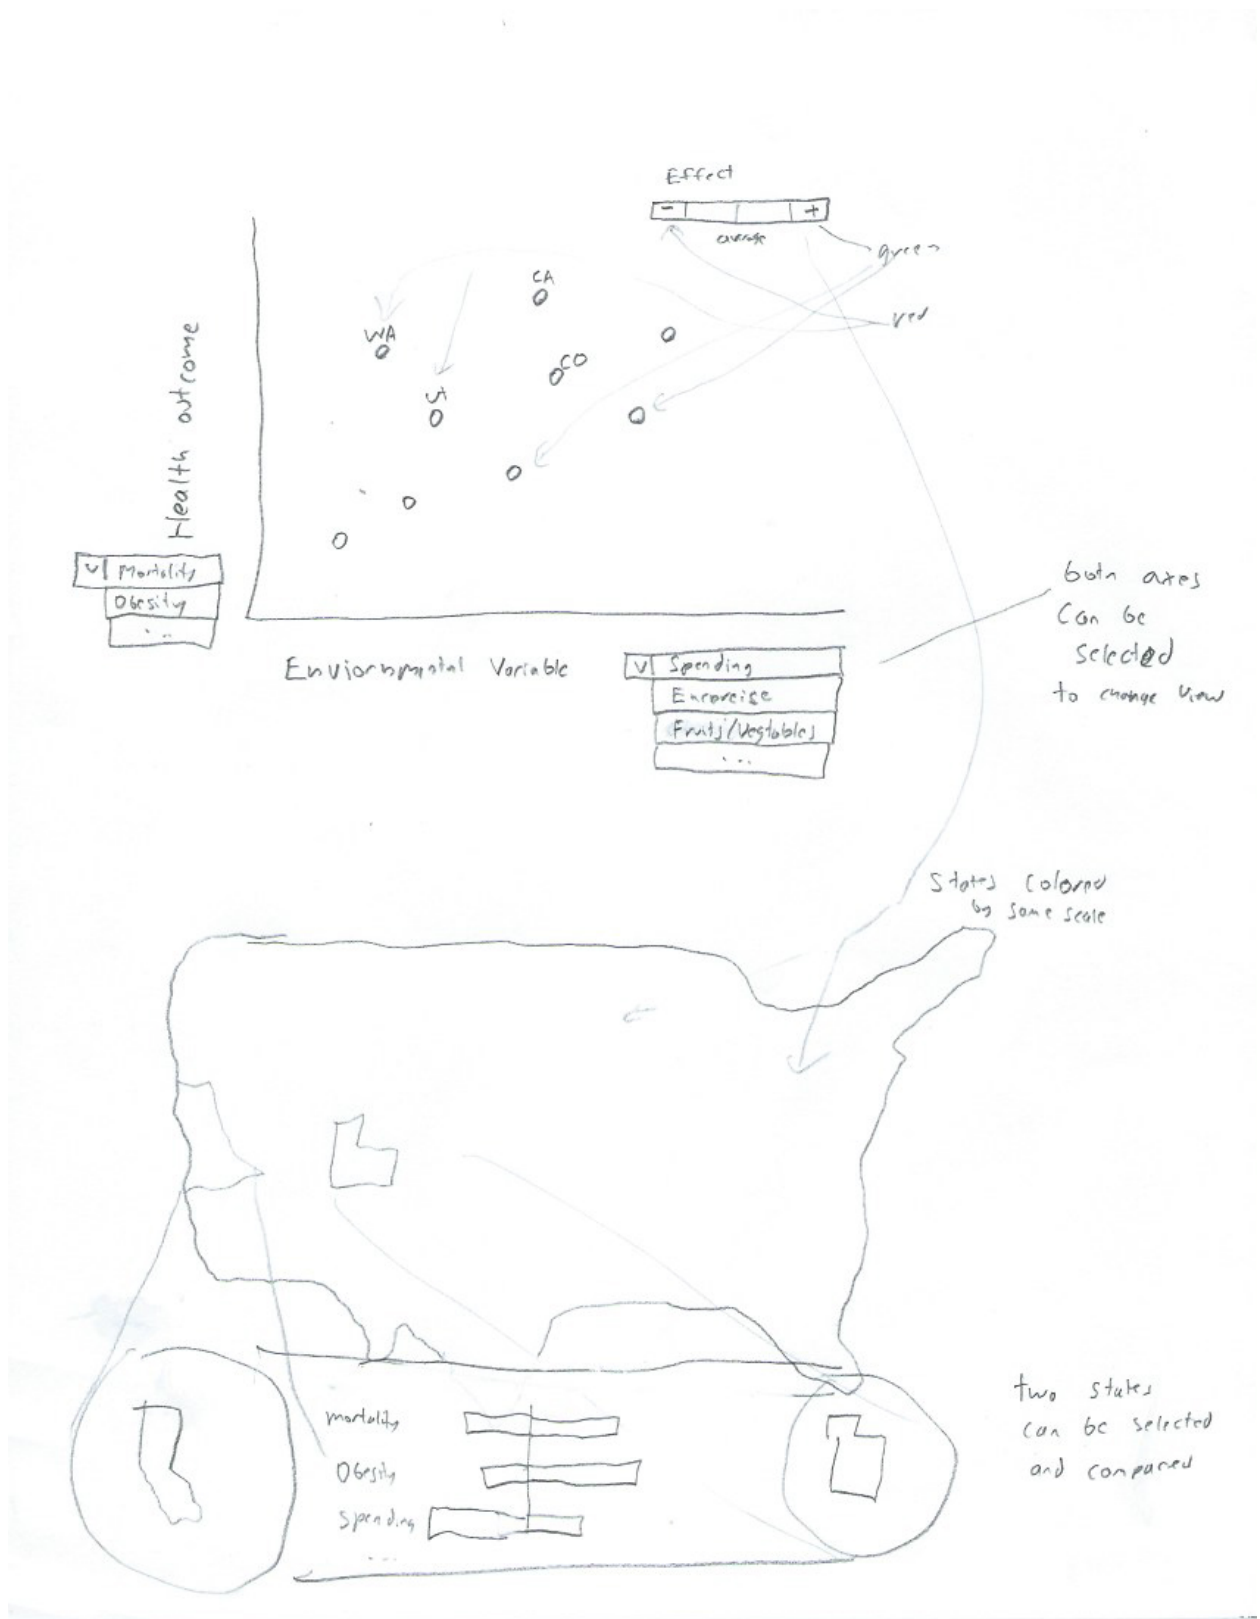 Effect
- +
average
green
red
CA
WA
CO
Health outcome
v Mortality
Obesity
...
Enviornmental Variable
v Spending
Excercise
Fruits/Vegtables
...
both axes
can be
selected
to change view
States colored
by some scale
mortality
Obesity
Spending
...
two states
can be selected
and compared